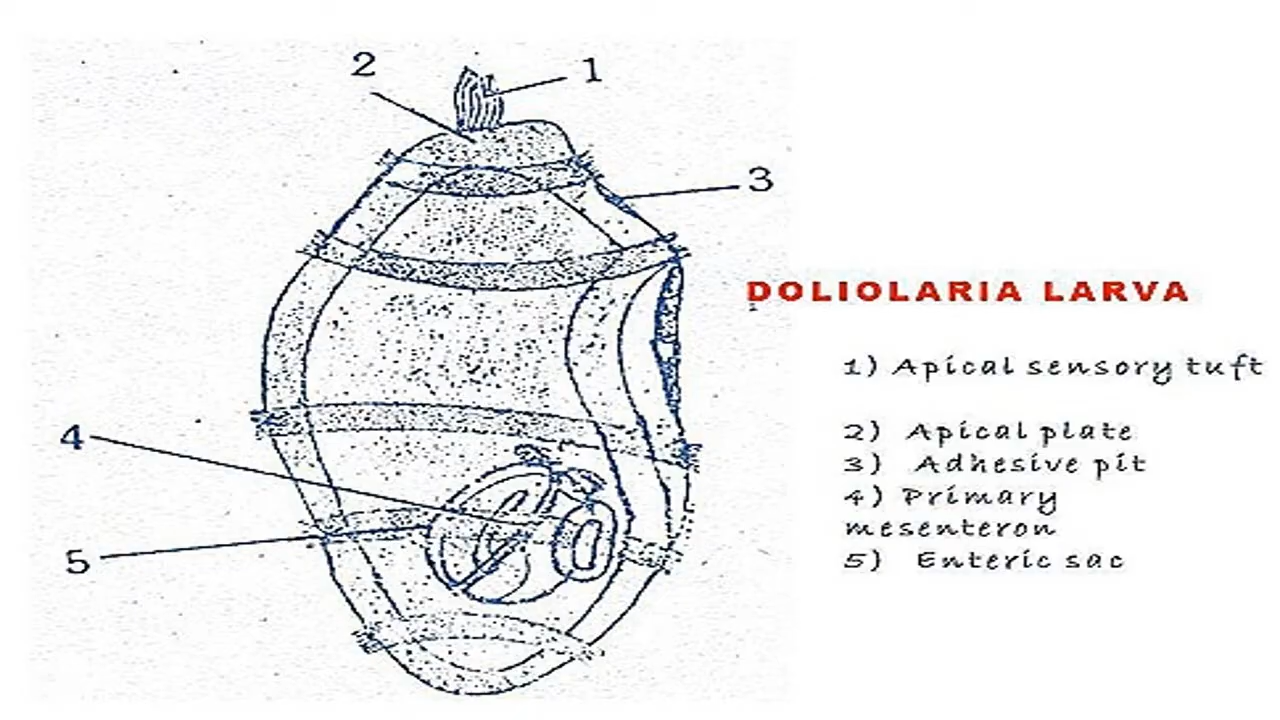 2
1
3
4
5
DOLIOLARIA LARVA
1) Apical sensory tuft
2) Apical plate
3) Adhesive pit
4) Primary
mesenteron
5) Enteric sac